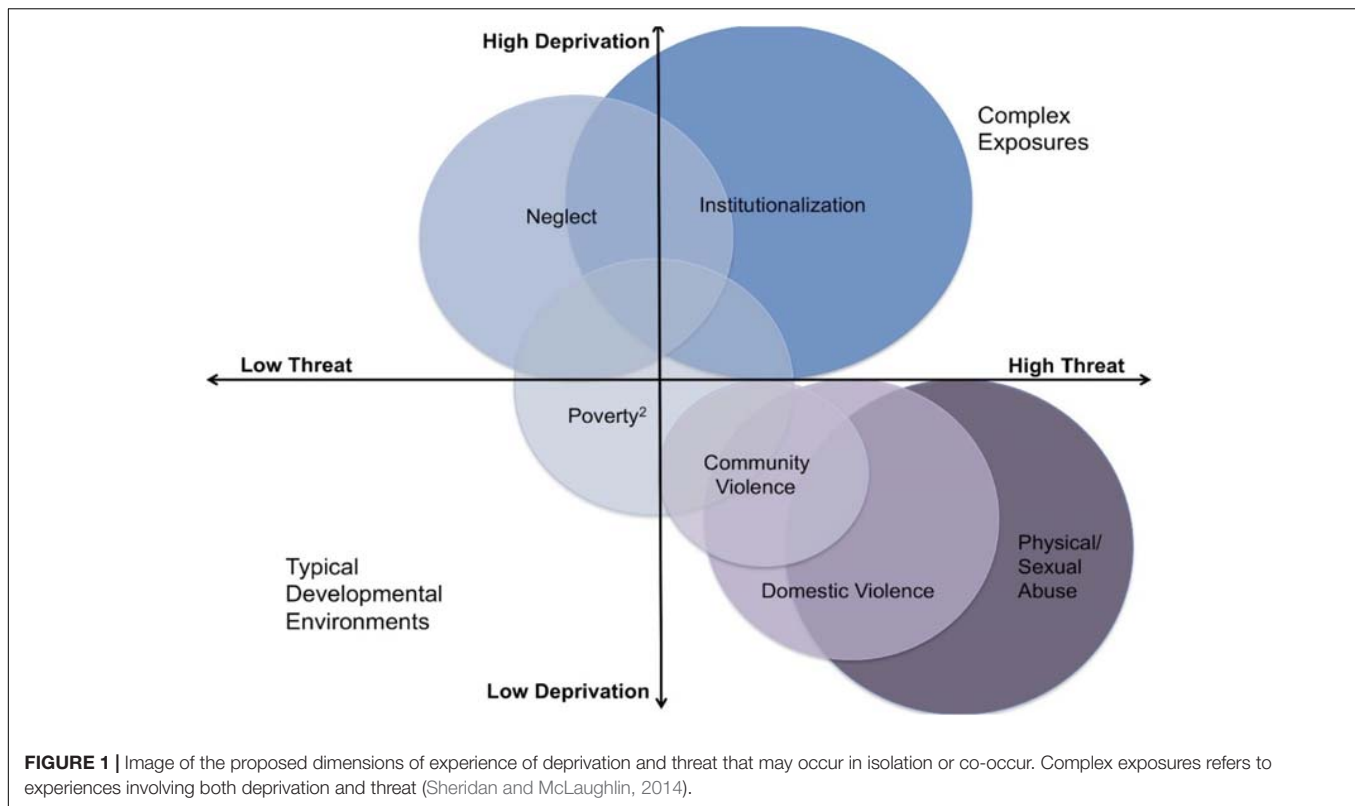 High Deprivation
Complex
Exposures
Neglect
Institutionalization
Low Threat
High Threat
Poverty²
Community
Violence
Typical
Developmental
Environments
Domestic Violence
Physical/
Sexual
Abuse
Low Deprivation
FIGURE 1 | Image of the proposed dimensions of experience of deprivation and threat that may occur in isolation or co-occur. Complex exposures refers to
experiences involving both deprivation and threat (Sheridan and McLaughlin, 2014).